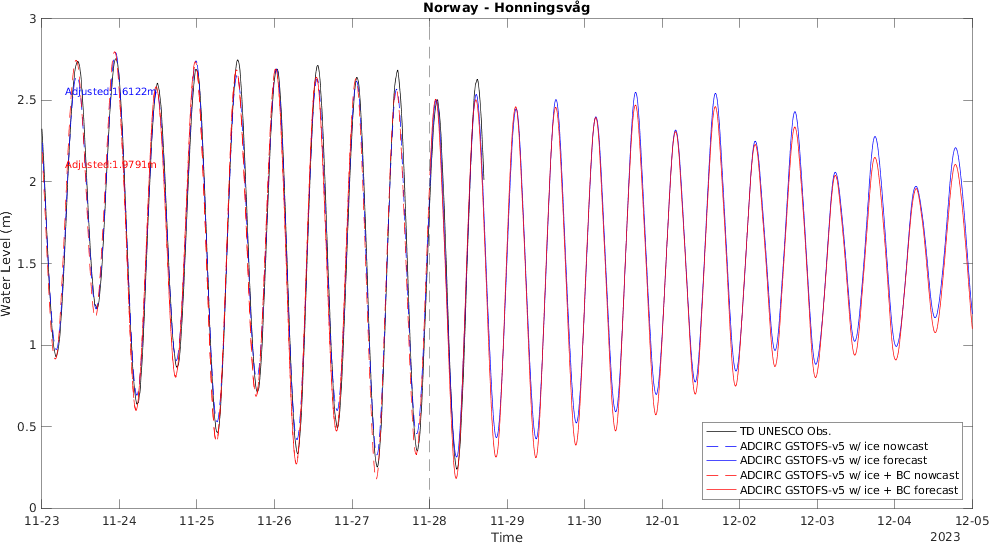 Norway - Honningsvåg
3
2.5
2
1.5
1
0.5
0
Water Level (m)
Adjusted:1.6122m
Adjusted:1.9791m
TD UNESCO Obs.
ADCIRC GSTOFS-v5 w/ ice nowcast
ADCIRC GSTOFS-v5 w/ ice forecast
ADCIRC GSTOFS-v5 w/ ice + BC nowcast
ADCIRC GSTOFS-v5 w/ ice + BC forecast
11-23 11-24 11-25 11-26 11-27 11-28 11-29 11-30 12-01 12-02 12-03 12-04 12-05
Time
2023